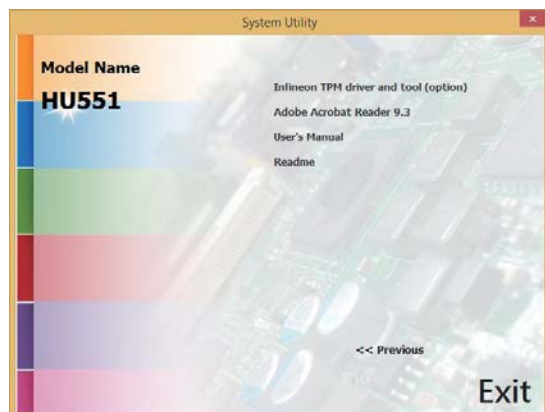 System Utility
Model Name
HU551
Infineon TPM driver and tool (option)
Adobe Acrobat Reader 9.3
User's Manual
Readme
<< Previous
Exit